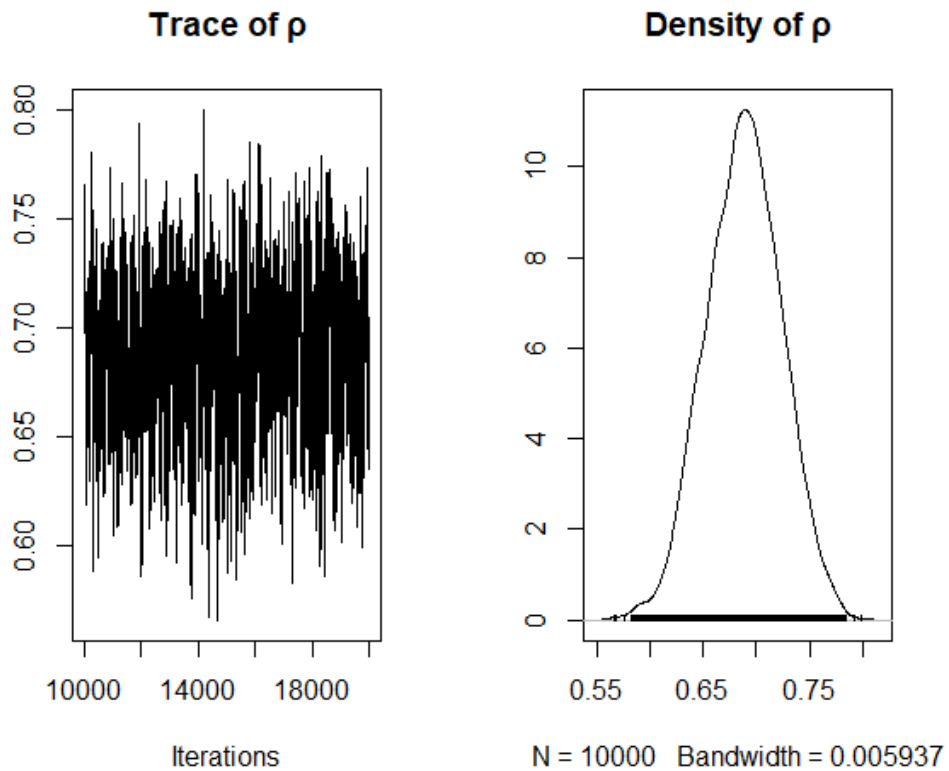 Trace of ρ
0.80
0.75
0.70
0.65
0.60
10000 14000 18000
Iterations
Density of ρ
10
8
6
4
2
0
0.55 0.65 0.75
N = 10000 Bandwidth = 0.005937